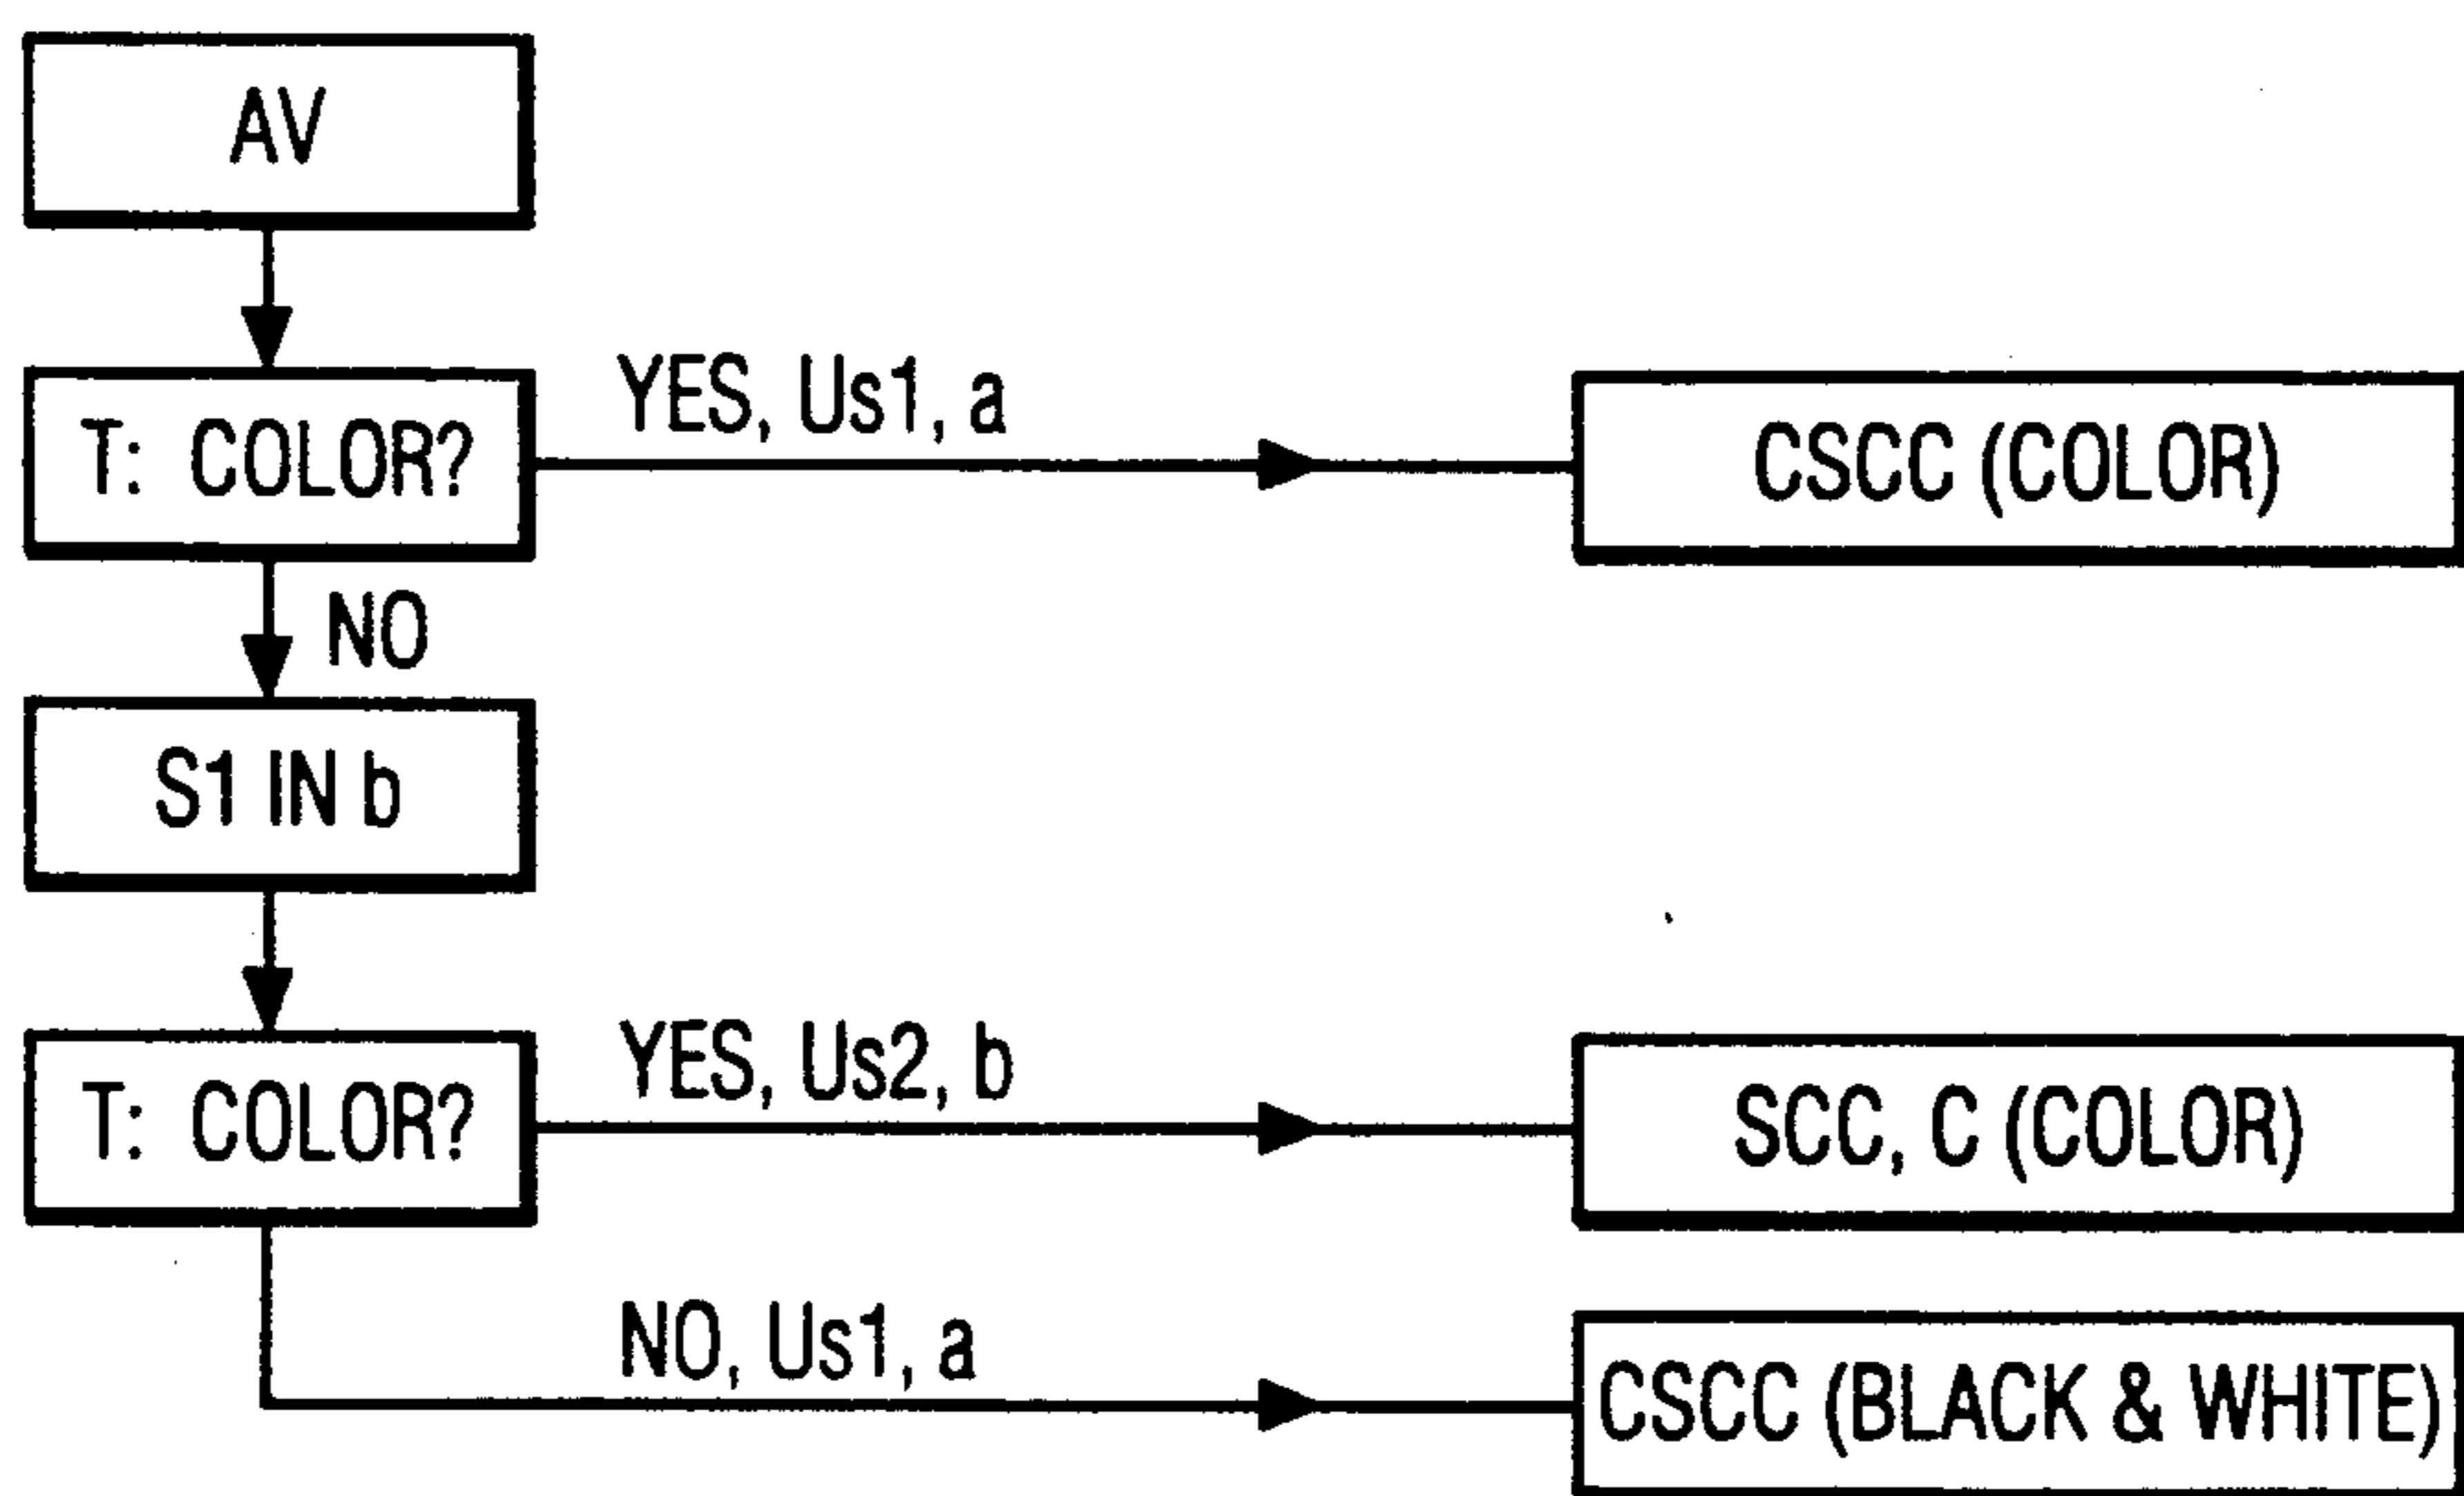 AV
YES, Us1, a
T: COLOR?
CSCC (COLOR)
NO
S1 IN b
YES, Us2, b
T: COLOR?
SCC, C (COLOR)
NO, Us1, a
CSCC (BLACK & WHITE)